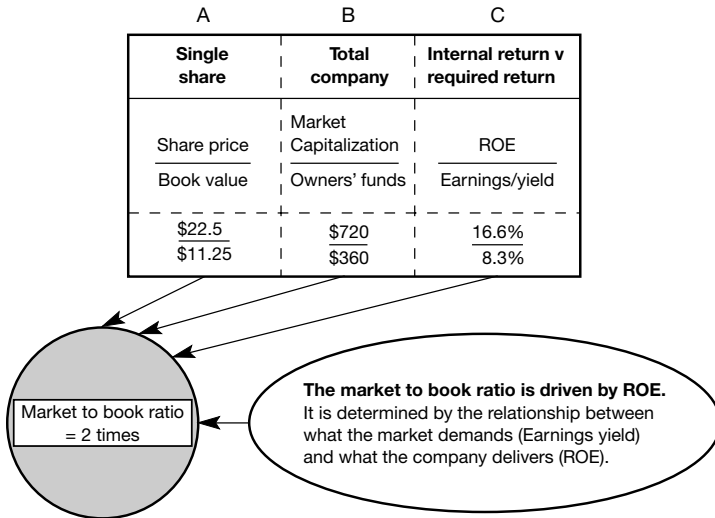 A B C
Single share
Total company
Internal return v required return
Share price
Book value
Market Capitalization
Owners' funds
ROE
Earnings/yield
$22.5
$11.25
$720
$360
16.6%
8.3%
Market to book ratio
= 2 times
The market to book ratio is driven by ROE.
It is determined by the relationship between
what the market demands (Earnings yield)
and what the company delivers (ROE).